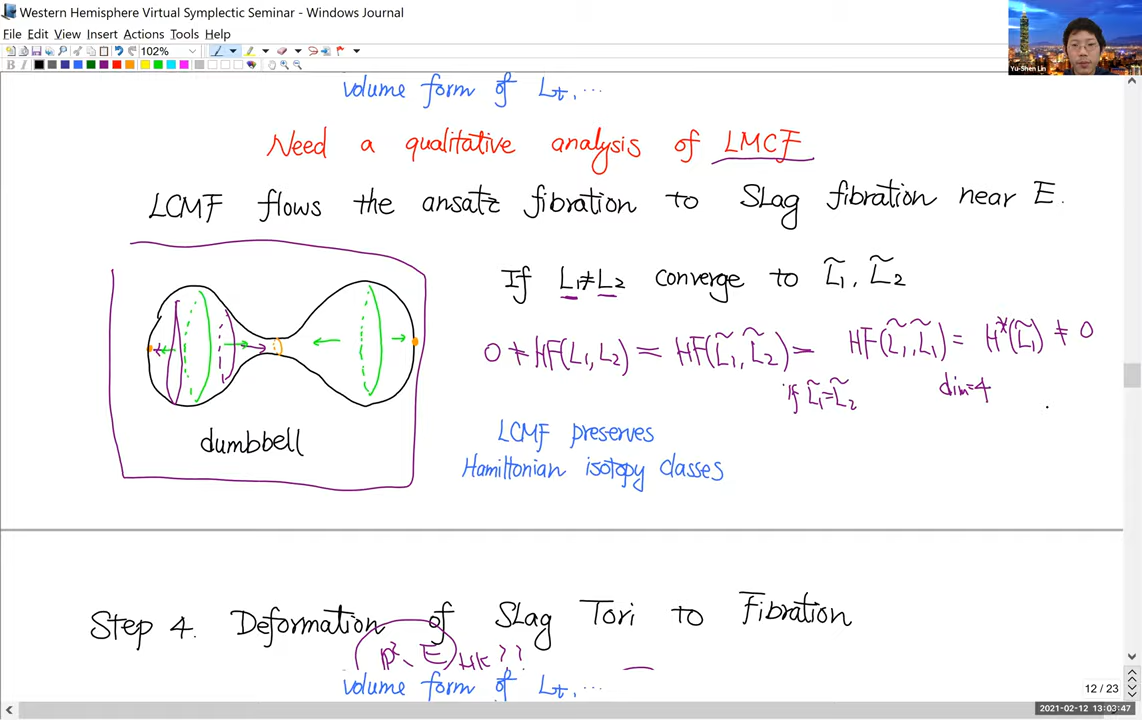 Western Hemisphere Virtual Symplectic Seminar - Windows Journal
File Edit View Insert Actions Tools Help
102%
B I
Yu-Shen Lin
volume form of Lt, ...
Need a qualitative analysis of LMCF
LCMF flows the ansatz fibration to SLag fibration near E.
If L1≠L2 converge to L̃1, L̃2
0 ≠ HF(L1, L2) = HF(L̃1, L̃2) = HF(L̃1, L̃1) = H*(L̃1) ≠ 0
if L̃1=L̃2
dim=4
dumbbell
LCMF preserves
Hamiltonian isotopy classes
Step 4. Deformation of SLag Tori to Fibration
P² \ E
volume form of Lt, ...
12 / 23
2021-02-12 13:03:47